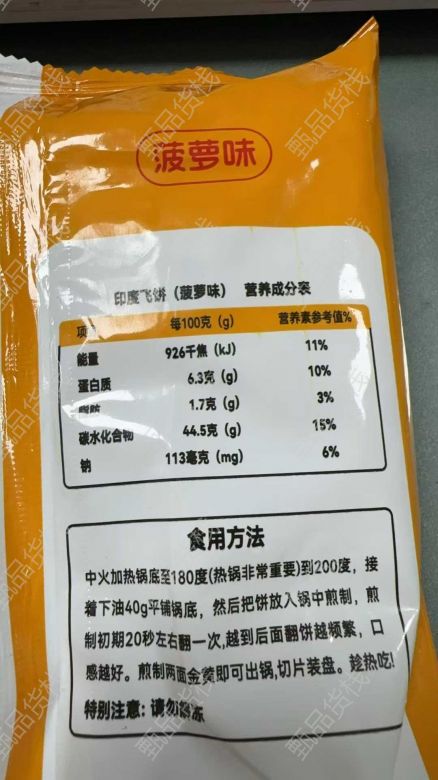 菠萝味
印度飞饼（菠萝味） 营养成分表
项 每100克（g） 营养素参考值%
能量 926千焦（kJ） 11%
蛋白质 6.3克（g） 10%
脂肪 1.7克（g） 3%
碳水化合物 44.5克（g） 15%
钠 113毫克（mg） 6%
食用方法
中火加热锅底至180度(热锅非常重要)到200度，接
着下油40g平铺锅底，然后把饼放入锅中煎制，煎
制初期20秒左右翻一次,越到后面翻饼越频繁，口
感越好。煎制两面金黄即可出锅,切片装盘。趁热吃!
特别注意：请勿解冻
甄品货栈